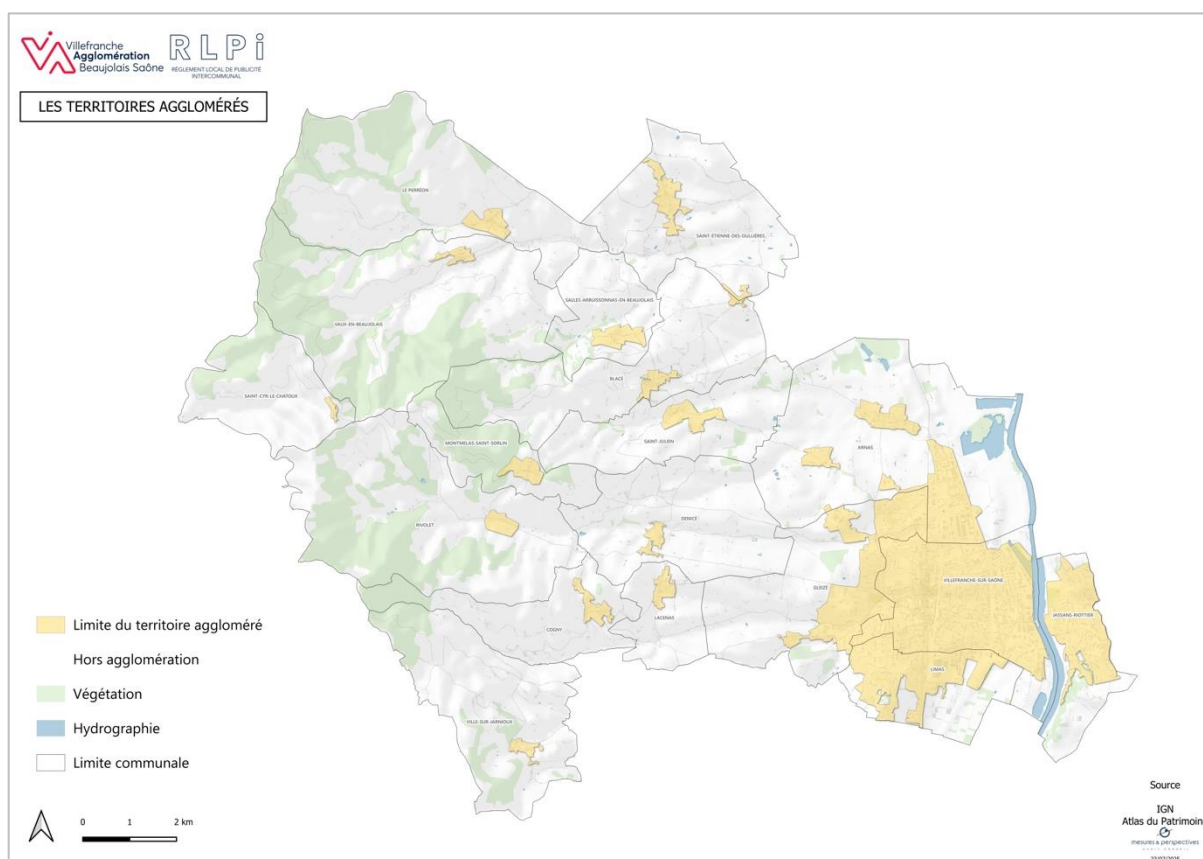 Villefranche
Agglomération
Beaujolais Saône
RLPi
RÈGLEMENT LOCAL DE PUBLICITÉ
INTERCOMMUNAL
LES TERRITOIRES AGGLOMÉRÉS
LE PERRÉON
SAINT-ÉTIENNE-DES-OULLIÈRES
SALLES-ARBUISSONNAS-EN-BEAUJOLAIS
VAUX-EN-BEAUJOLAIS
BLACÉ
SAINT-CYR-LE-CHATOUX
SAINT-JULIEN
MONTMELAS-SAINT-SORLIN
ARNAS
DENICÉ
RIVOLET
VILLEFRANCHE-SUR-SAÔNE
GLEIZÉ
JASSANS-RIOTTIER
LACENAS
COGNY
LIMAS
VILLE-SUR-JARNIOUX
Limite du territoire aggloméré
Hors agglomération
Végétation
Hydrographie
Limite communale
0 1 2 km
Source
IGN
Atlas du Patrimoin
mesures & perspectives